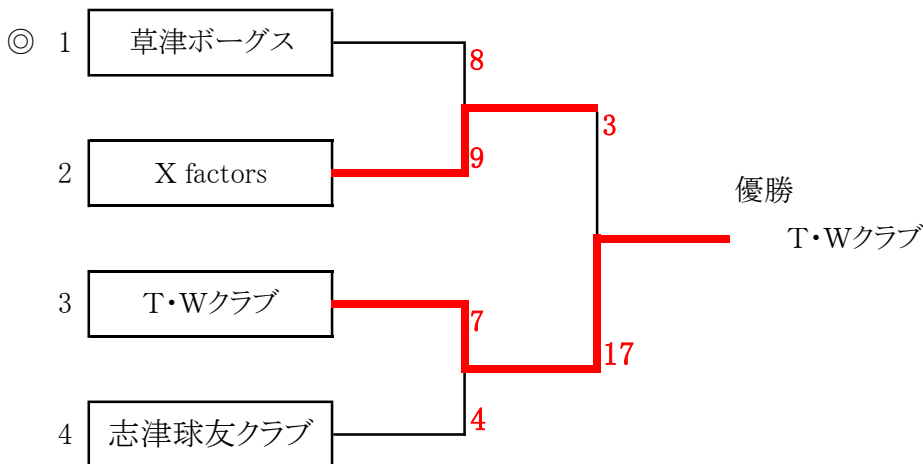 ◎ 1 草津ボーグス
8
3
2 X factors
9
優勝
T・Wクラブ
3 T・Wクラブ
7
17
4 志津球友クラブ
4